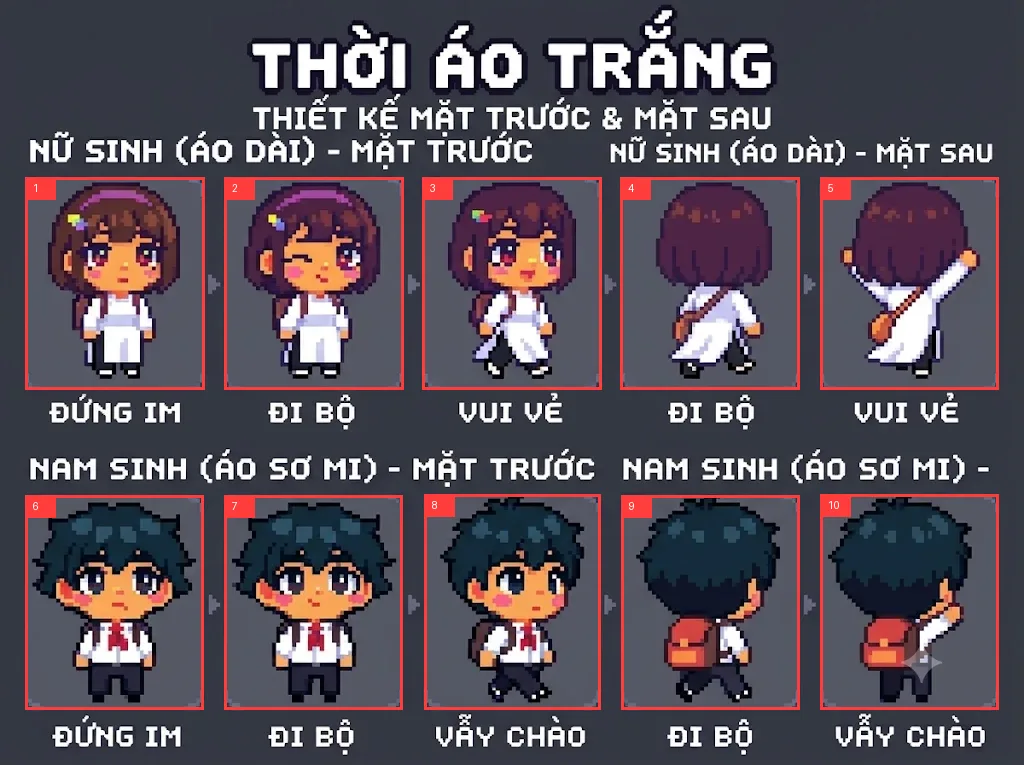 THỜI ÁO TRẮNG
THIẾT KẾ MẶT TRƯỚC & MẶT SAU
NỮ SINH (ÁO DÀI) - MẶT TRƯỚC
NỮ SINH (ÁO DÀI) - MẶT SAU
1
2
3
4
5
ĐỨNG IM
ĐI BỘ
VUI VẺ
ĐI BỘ
VUI VẺ
NAM SINH (ÁO SƠ MI) - MẶT TRƯỚC
NAM SINH (ÁO SƠ MI) -
6
7
8
9
10
ĐỨNG IM
ĐI BỘ
VẪY CHÀO
ĐI BỘ
VẪY CHÀO